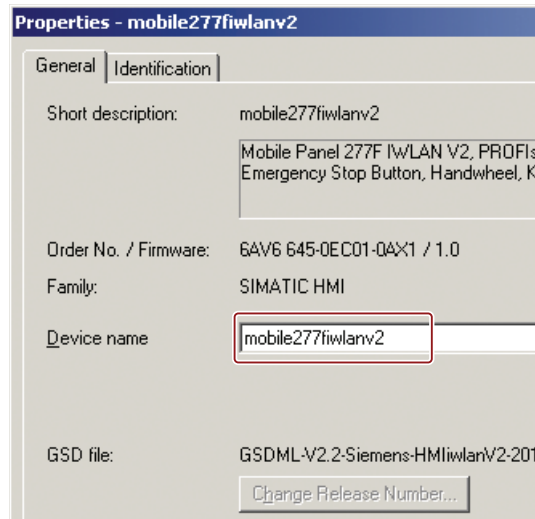 Properties - mobile277fiwlanv2
General Identification
Short description: mobile277fiwlanv2
Mobile Panel 277F IWLAN V2, PROFIs
Emergency Stop Button, Handwheel, K
Order No. / Firmware: 6AV6 645-0EC01-0AX1 / 1.0
Family: SIMATIC HMI
Device name mobile277fiwlanv2
GSD file: GSDML-V2.2-Siemens-HMIiwlanV2-201
Change Release Number...